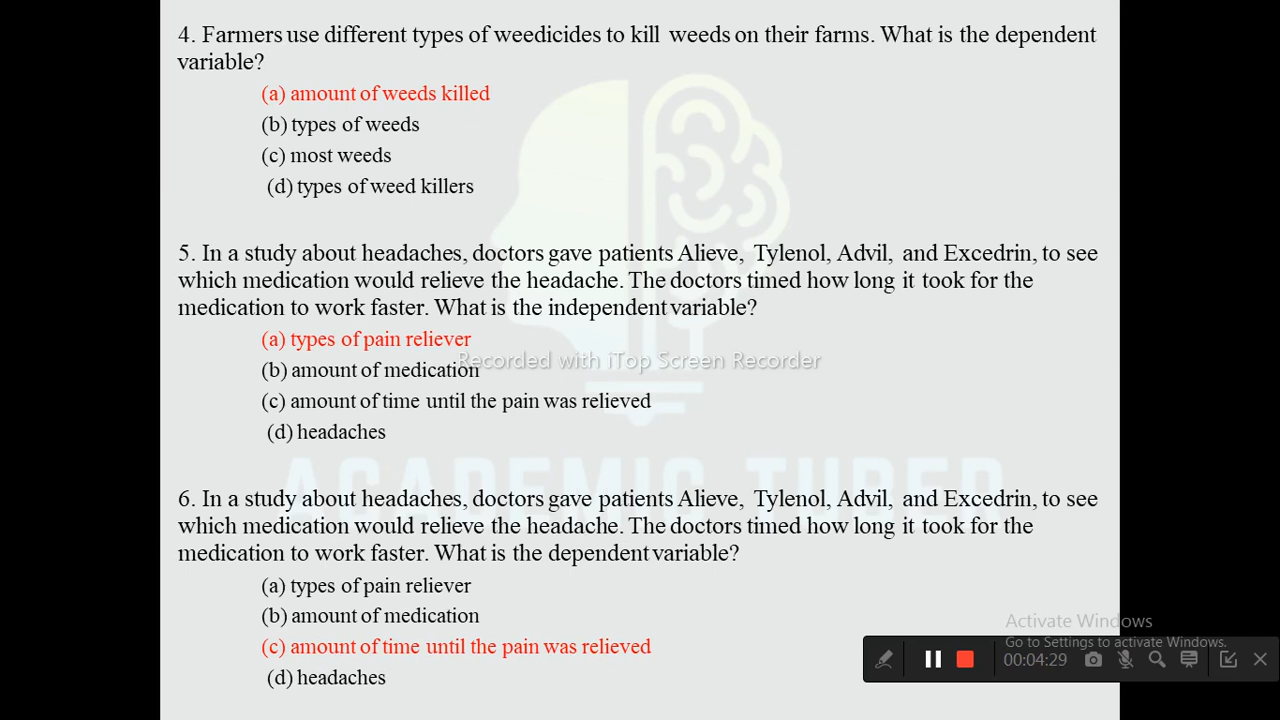 4. Farmers use different types of weedicides to kill weeds on their farms. What is the dependent
variable?
(a) amount of weeds killed
(b) types of weeds
(c) most weeds
(d) types of weed killers
5. In a study about headaches, doctors gave patients Alieve, Tylenol, Advil, and Excedrin, to see
which medication would relieve the headache. The doctors timed how long it took for the
medication to work faster. What is the independent variable?
(a) types of pain reliever
Recorded with iTop Screen Recorder
(b) amount of medication
(c) amount of time until the pain was relieved
(d) headaches
ACADEMIC TUBER
6. In a study about headaches, doctors gave patients Alieve, Tylenol, Advil, and Excedrin, to see
which medication would relieve the headache. The doctors timed how long it took for the
medication to work faster. What is the dependent variable?
(a) types of pain reliever
(b) amount of medication
(c) amount of time until the pain was relieved
(d) headaches
Activate Windows
Go to Settings to activate Windows.
00:04:29